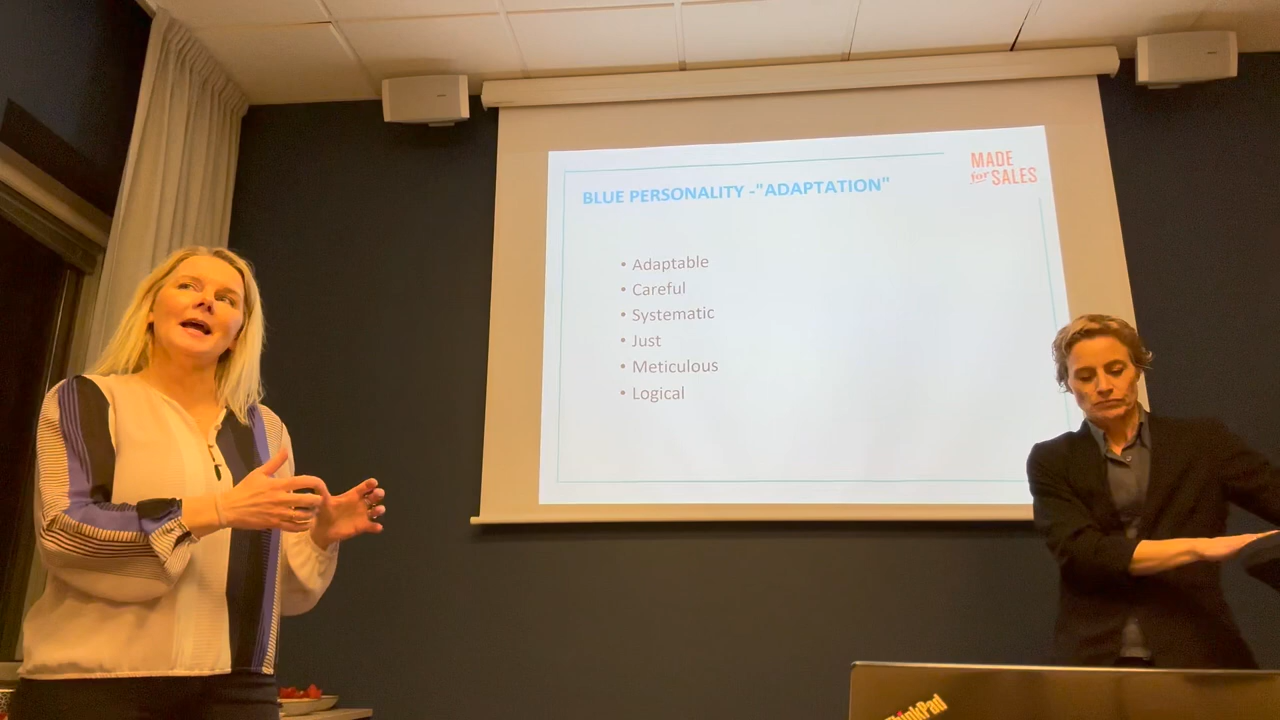 MADE
for SALES
BLUE PERSONALITY -"ADAPTATION"
• Adaptable
• Careful
• Systematic
• Just
• Meticulous
• Logical
ThinkPad